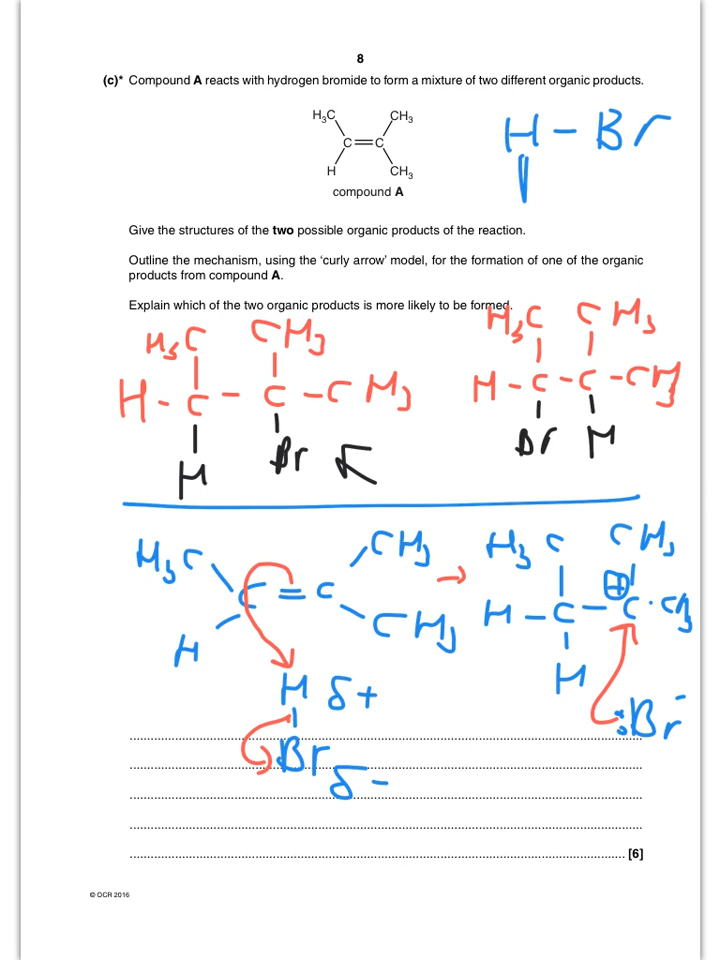 8
(c)* Compound A reacts with hydrogen bromide to form a mixture of two different organic products.
H3C CH3
C=C
H CH3
compound A
H - Br
Give the structures of the two possible organic products of the reaction.
Outline the mechanism, using the ‘curly arrow’ model, for the formation of one of the organic
products from compound A.
Explain which of the two organic products is more likely to be formed.
H3C CH3 H3C CH3
H - C - C - CH3 H - C - C - CH3
H Br Br H
H3C CH3 H3C CH3
C = C CH3 H - C - C CH3
H H
+
H δ+
:Br-
Br δ-
[6]
© OCR 2016